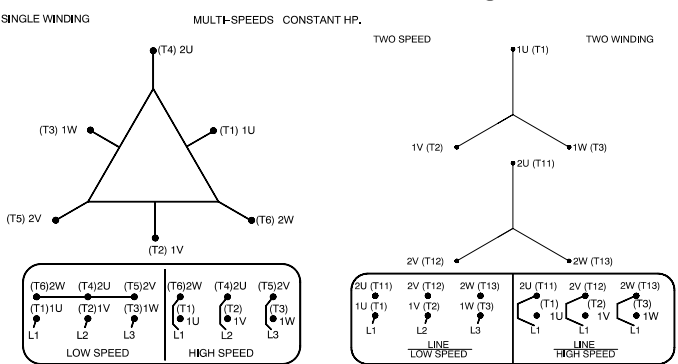 SINGLE WINDING MULTI-SPEEDS CONSTANT HP.
(T4) 2U
(T3) 1W
(T1) 1U
(T5) 2V
(T6) 2W
(T2) 1V
(T6)2W (T4)2U (T5)2V
(T1)1U (T2)1V (T3)1W
L1 L2 L3
LOW SPEED
(T6)2W (T4)2U (T5)2V
(T1) (T2) (T3)
1U 1V 1W
L1 L2 L3
HIGH SPEED
TWO SPEED TWO WINDING
1U (T1)
1V (T2)
1W (T3)
2U (T11)
2V (T12)
2W (T13)
2U (T11) 2V (T12) 2W (T13)
1U (T1) 1V (T2) 1W (T3)
L1 L2 L3
LINE
LOW SPEED
2U (T11) 2V (T12) 2W (T13)
(T1) (T2) (T3)
1U 1V 1W
L1 L1 L1
LINE
HIGH SPEED